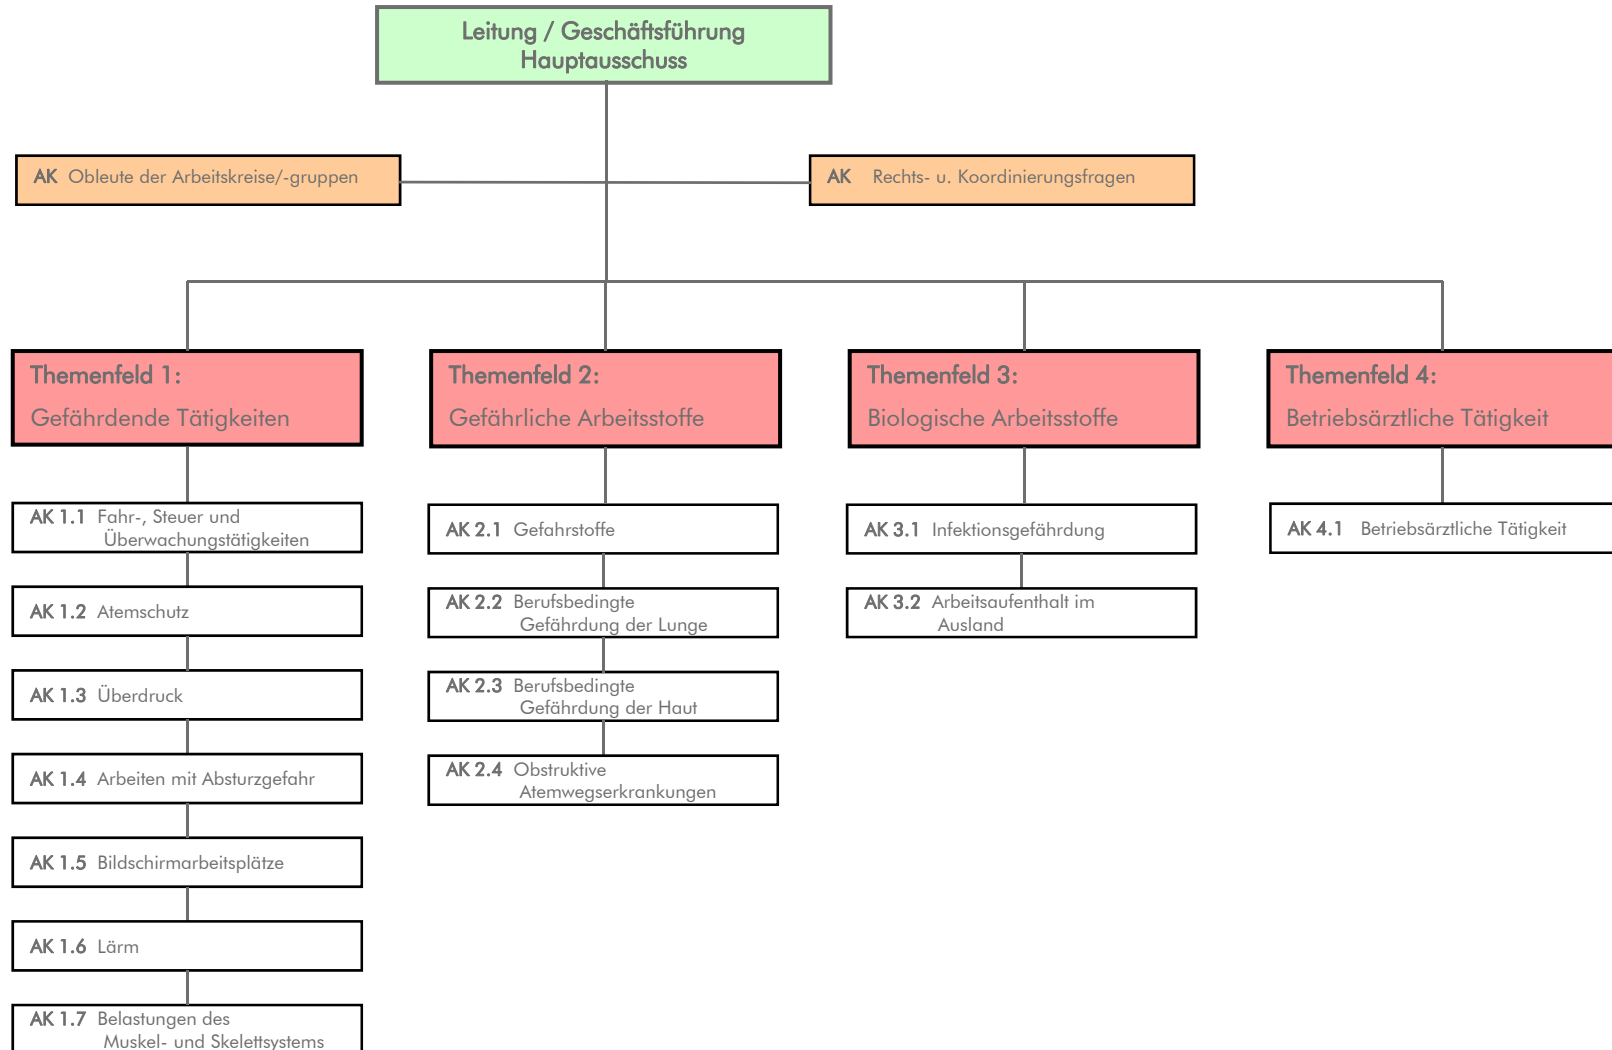 Leitung / Geschäftsführung
Hauptausschuss
AK Obleute der Arbeitskreise/-gruppen
AK Rechts- u. Koordinierungsfragen
Themenfeld 1:
Gefährdende Tätigkeiten
AK 1.1 Fahr-, Steuer und
Überwachungstätigkeiten
AK 1.2 Atemschutz
AK 1.3 Überdruck
AK 1.4 Arbeiten mit Absturzgefahr
AK 1.5 Bildschirmarbeitsplätze
AK 1.6 Lärm
AK 1.7 Belastungen des
Muskel- und Skelettsystems
Themenfeld 2:
Gefährliche Arbeitsstoffe
AK 2.1 Gefahrstoffe
AK 2.2 Berufsbedingte
Gefährdung der Lunge
AK 2.3 Berufsbedingte
Gefährdung der Haut
AK 2.4 Obstruktive
Atemwegserkrankungen
Themenfeld 3:
Biologische Arbeitsstoffe
AK 3.1 Infektionsgefährdung
AK 3.2 Arbeitsaufenthalt im
Ausland
Themenfeld 4:
Betriebsärztliche Tätigkeit
AK 4.1 Betriebsärztliche Tätigkeit